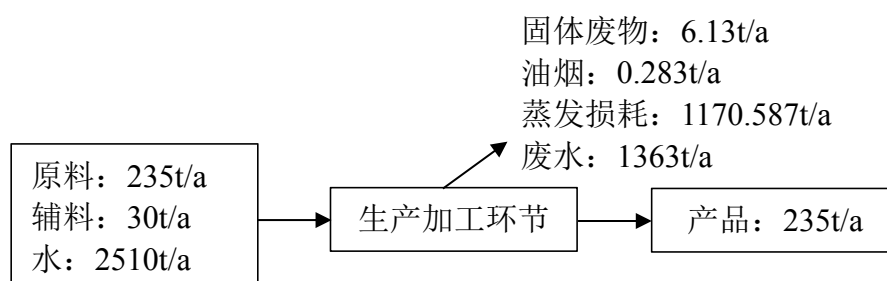 固体废物：6.13t/a
油烟：0.283t/a
蒸发损耗：1170.587t/a
废水：1363t/a
原料：235t/a
辅料：30t/a
水：2510t/a
生产加工环节
产品：235t/a